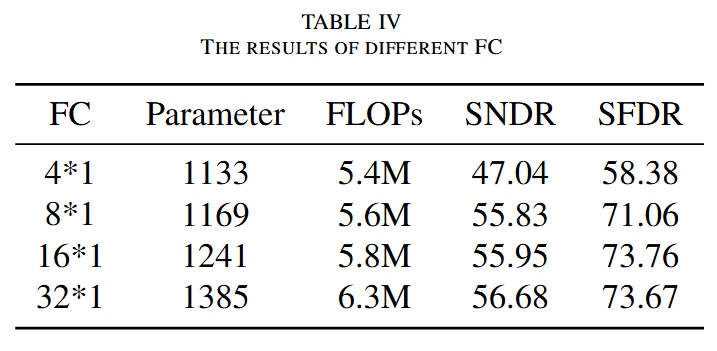 TABLE IV
THE RESULTS OF DIFFERENT FC
FC Parameter FLOPs SNDR SFDR
4*1 1133 5.4M 47.04 58.38
8*1 1169 5.6M 55.83 71.06
16*1 1241 5.8M 55.95 73.76
32*1 1385 6.3M 56.68 73.67